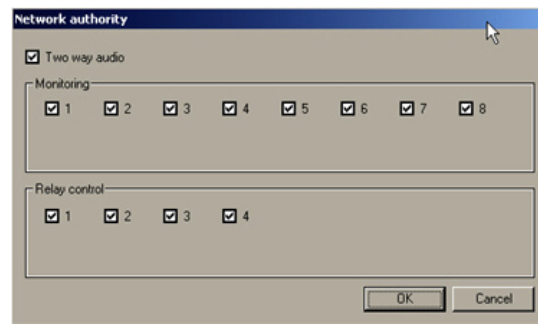 Network authority
Two way audio
Monitoring
1 2 3 4 5 6 7 8
Relay control
1 2 3 4
OK Cancel